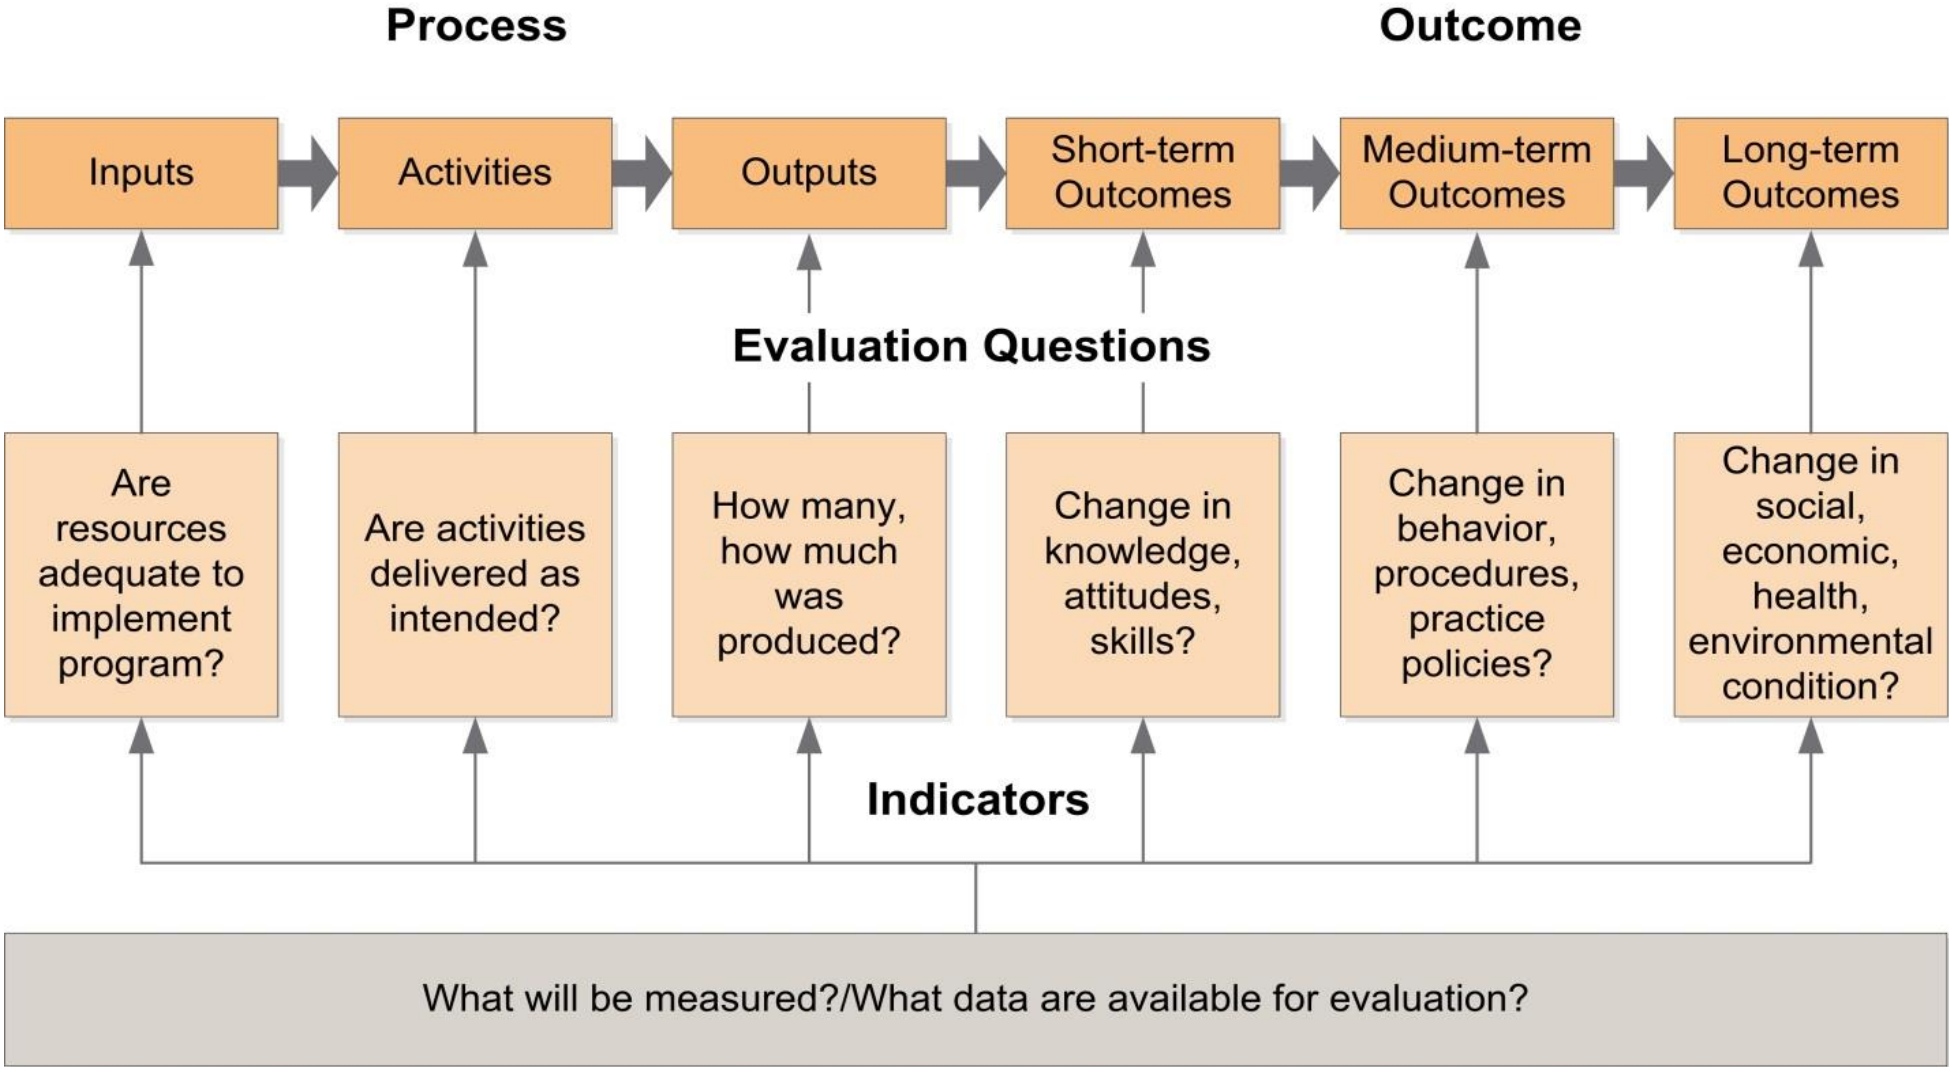 Process
Outcome
Inputs
Activities
Outputs
Short-term
Outcomes
Medium-term
Outcomes
Long-term
Outcomes
Evaluation Questions
Are
resources
adequate to
implement
program?
Are activities
delivered as
intended?
How many,
how much
was
produced?
Change in
knowledge,
attitudes,
skills?
Change in
behavior,
procedures,
practice
policies?
Change in
social,
economic,
health,
environmental
condition?
Indicators
What will be measured?/What data are available for evaluation?